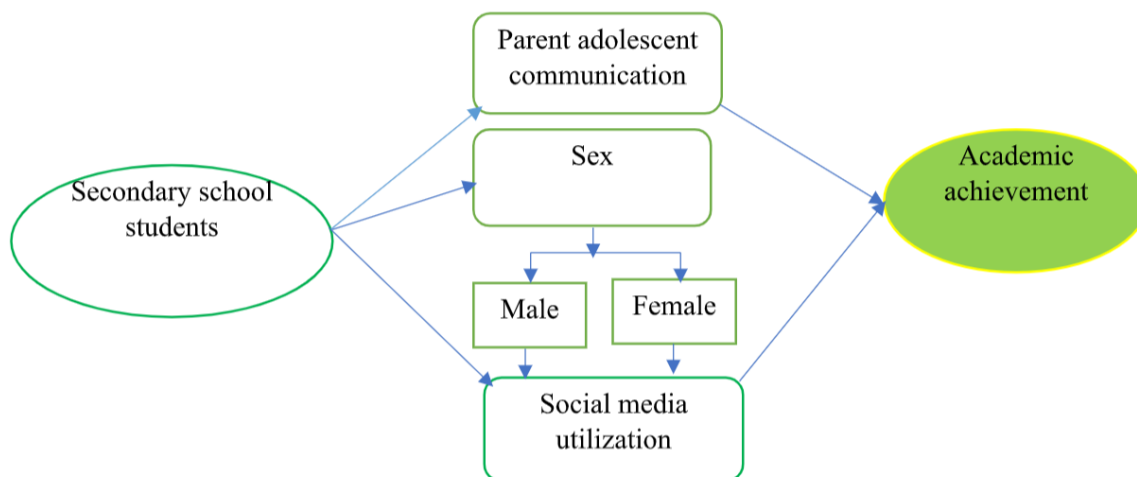 Parent adolescent
communication
Sex
Secondary school
students
Academic
achievement
Male
Female
Social media
utilization